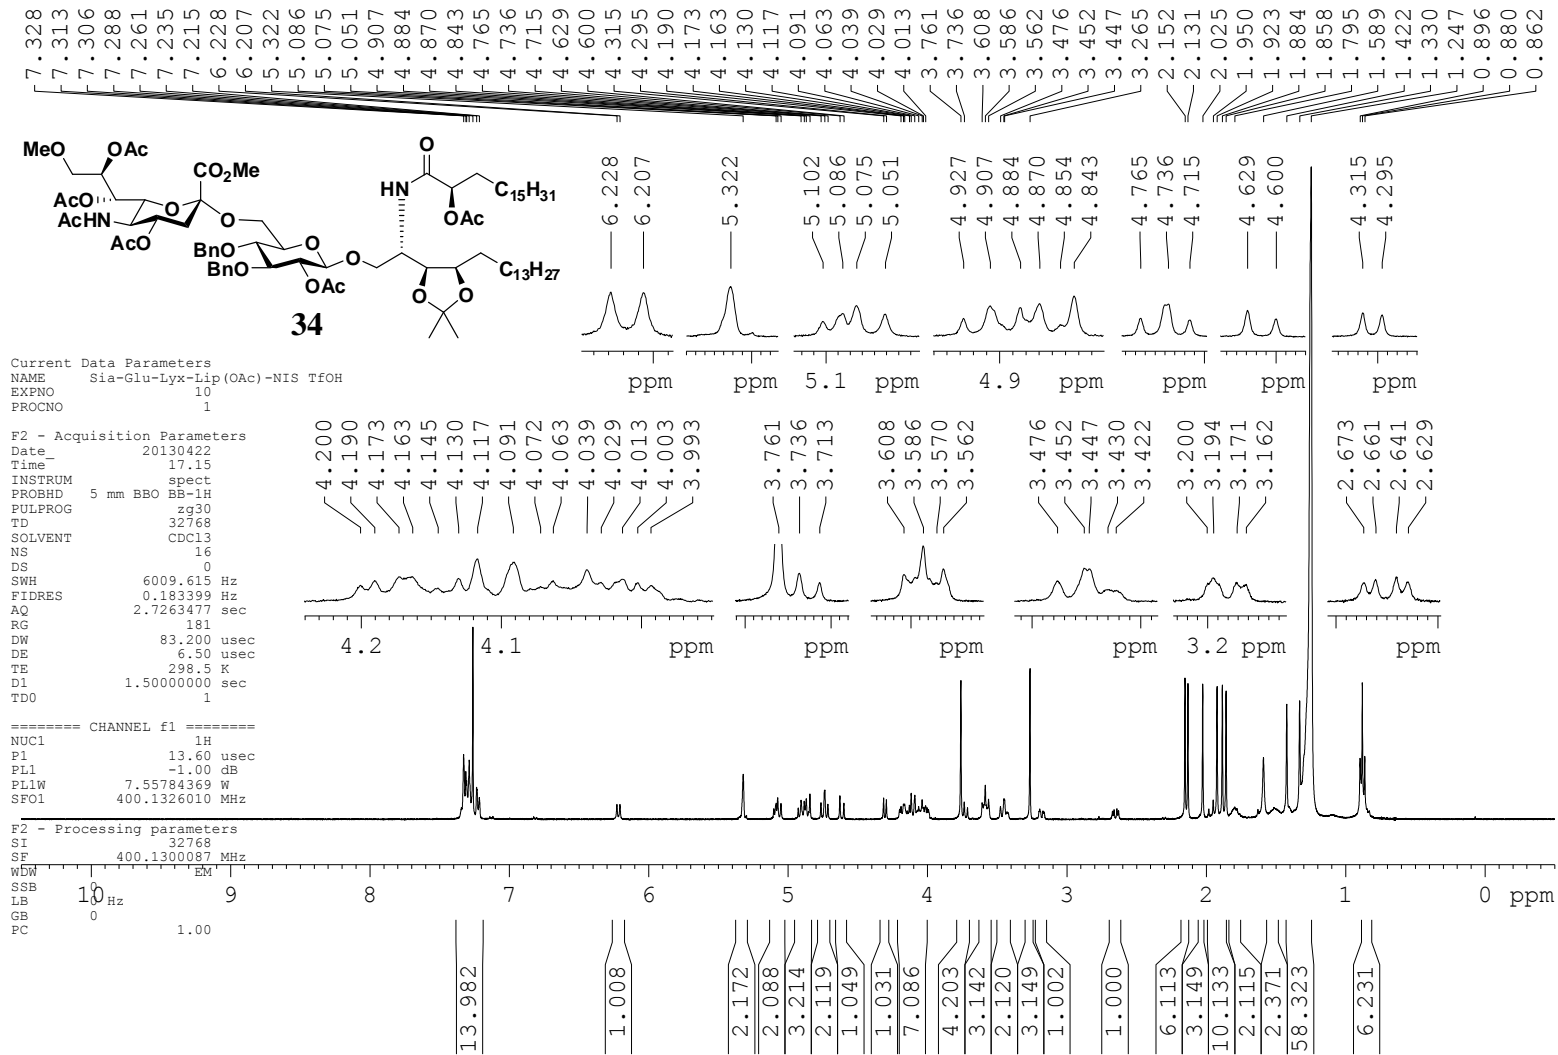 7.328 7.313 7.306 7.288 7.261 7.235 7.215 6.228 6.207 5.322 5.086 5.075 5.051 4.907 4.884 4.870 4.843 4.765 4.736 4.715 4.629 4.600 4.315 4.295 4.190 4.173 4.163 4.130 4.117 4.091 4.063 4.039 4.029 4.013 3.761 3.736 3.608 3.586 3.562 3.476 3.452 3.447 3.265 2.152 2.131 2.025 1.950 1.923 1.884 1.858 1.795 1.589 1.422 1.330 1.247 0.896 0.880 0.862
MeO OAc CO2Me
AcO AcHN O O
AcO
BnO BnO O O OAc
HN O C15H31 OAc
C13H27
O O
34
6.228 6.207 5.322 5.102 5.086 5.075 5.051 4.927 4.907 4.884 4.870 4.854 4.843 4.765 4.736 4.715 4.629 4.600 4.315 4.295
ppm ppm 5.1 ppm 4.9 ppm ppm ppm ppm
Current Data Parameters
NAME Sia-Glu-Lyx-Lip(OAc)-NIS TfOH
EXPNO 10
PROCNO 1
F2 - Acquisition Parameters
Date_ 20130422
Time 17.15
INSTRUM spect
PROBHD 5 mm BBO BB-1H
PULPROG zg30
TD 32768
SOLVENT CDCl3
NS 16
DS 0
SWH 6009.615 Hz
FIDRES 0.183399 Hz
AQ 2.7263477 sec
RG 181
DW 83.200 usec
DE 6.50 usec
TE 298.5 K
D1 1.50000000 sec
TD0 1
======== CHANNEL f1 ========
NUC1 1H
P1 13.60 usec
PL1 -1.00 dB
PL1W 7.55784369 W
SFO1 400.1326010 MHz
F2 - Processing parameters
SI 32768
SF 400.1300087 MHz
WDW EM
SSB 0
LB 0 Hz
GB 0
PC 1.00
4.200 4.190 4.173 4.163 4.145 4.130 4.117 4.091 4.072 4.063 4.039 4.029 4.013 4.003 3.993 3.761 3.736 3.713 3.608 3.586 3.570 3.562 3.476 3.452 3.447 3.430 3.422 3.200 3.194 3.171 3.162 2.673 2.661 2.641 2.629
4.2 4.1 ppm ppm ppm ppm 3.2 ppm ppm
10 9 8 7 6 5 4 3 2 1 0 ppm
13.982 1.008 2.172 2.088 3.214 2.119 1.049 1.031 7.086 4.203 3.142 2.120 3.149 1.002 1.000 6.113 3.149 10.133 2.115 2.371 58.323 6.231